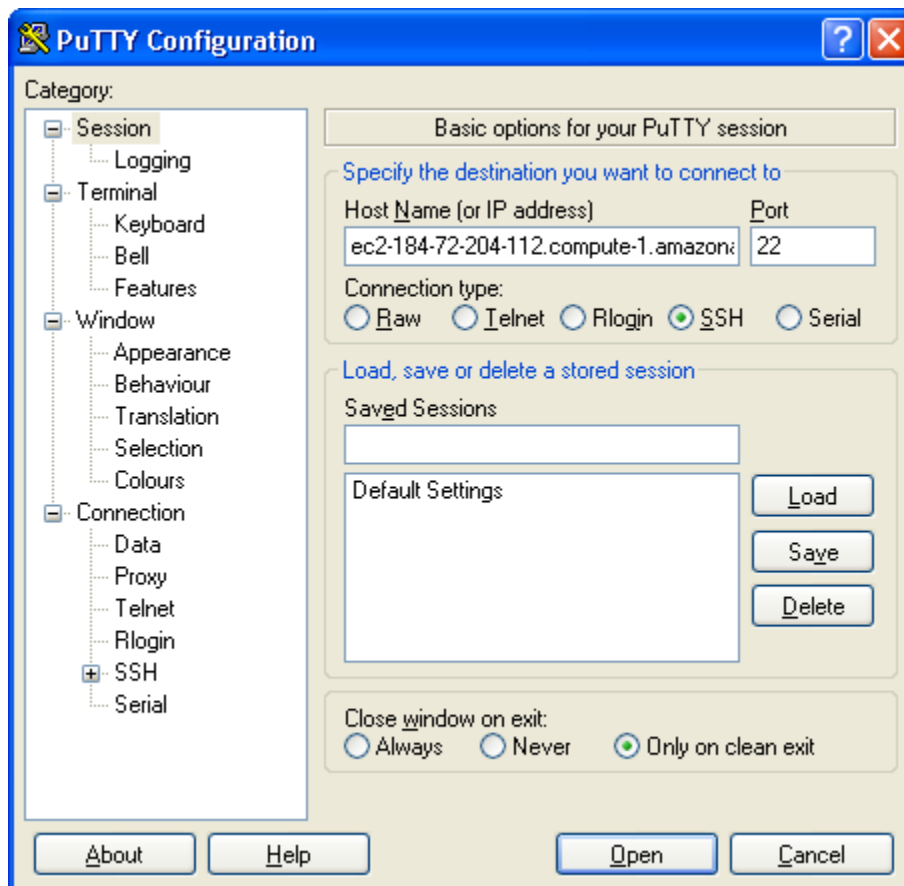 PuTTY Configuration
Category:
Session
Logging
Terminal
Keyboard
Bell
Features
Window
Appearance
Behaviour
Translation
Selection
Colours
Connection
Data
Proxy
Telnet
Rlogin
SSH
Serial
Basic options for your PuTTY session
Specify the destination you want to connect to
Host Name (or IP address) Port
ec2-184-72-204-112.compute-1.amazona 22
Connection type:
Raw Telnet Rlogin SSH Serial
Load, save or delete a stored session
Saved Sessions
Default Settings
Load
Save
Delete
Close window on exit:
Always Never Only on clean exit
About Help Open Cancel